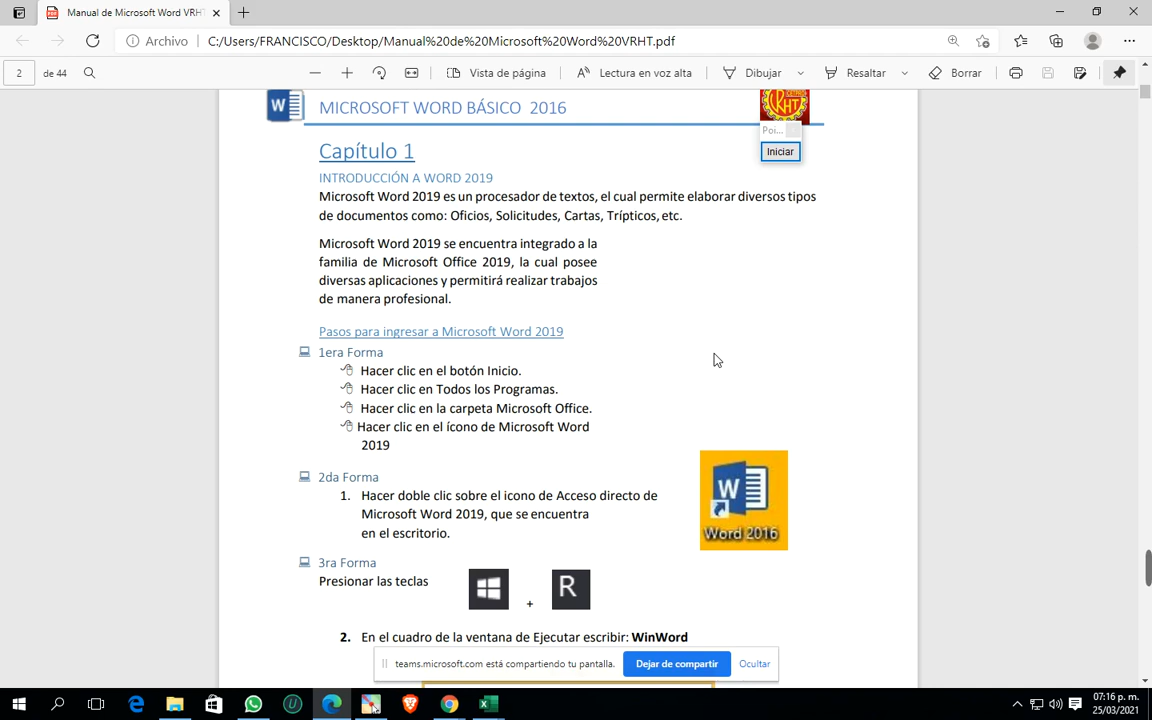 Manual de Microsoft Word VRHT
Archivo
C:/Users/FRANCISCO/Desktop/Manual%20de%20Microsoft%20Word%20VRHT.pdf
2 de 44
Vista de página
Lectura en voz alta
Dibujar
Resaltar
Borrar
W
MICROSOFT WORD BÁSICO 2016
VRHT
Poi...
Iniciar
Capítulo 1
INTRODUCCIÓN A WORD 2019
Microsoft Word 2019 es un procesador de textos, el cual permite elaborar diversos tipos
de documentos como: Oficios, Solicitudes, Cartas, Trípticos, etc.
Microsoft Word 2019 se encuentra integrado a la
familia de Microsoft Office 2019, la cual posee
diversas aplicaciones y permitirá realizar trabajos
de manera profesional.
Pasos para ingresar a Microsoft Word 2019
1era Forma
Hacer clic en el botón Inicio.
Hacer clic en Todos los Programas.
Hacer clic en la carpeta Microsoft Office.
Hacer clic en el ícono de Microsoft Word
2019
2da Forma
1. Hacer doble clic sobre el icono de Acceso directo de
Microsoft Word 2019, que se encuentra
en el escritorio.
W
Word 2016
3ra Forma
Presionar las teclas
+
R
2. En el cuadro de la ventana de Ejecutar escribir: WinWord
teams.microsoft.com está compartiendo tu pantalla.
Dejar de compartir
Ocultar
07:16 p. m.
25/03/2021